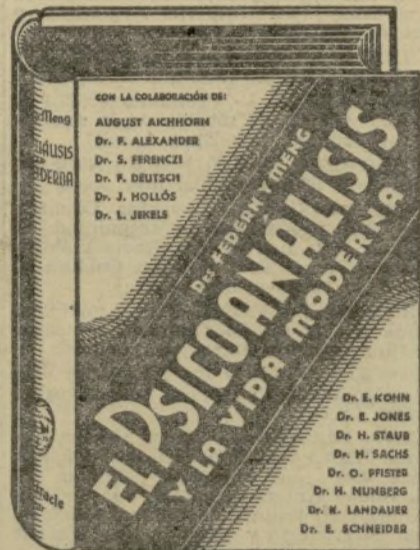 Meng
ÁLISIS
DERNA
racle
CON LA COLABORACIÓN DE:
AUGUST AICHHORN
Dr. F. ALEXANDER
Dr. S. FERENCZI
Dr. F. DEUTSCH
Dr. J. HOLLÓS
Dr. L. JEKELS
Drs FEDERN Y MENG
EL PSICOANÁLISIS
Y LA VIDA MODERNA
Dr. E. KOHN
Dr. E. JONES
Dr. H. STAUB
Dr. H. SACHS
Dr. O. PFISTER
Dr. H. NUNBERG
Dr. K. LANDAUER
Dr. E. SCHNEIDER